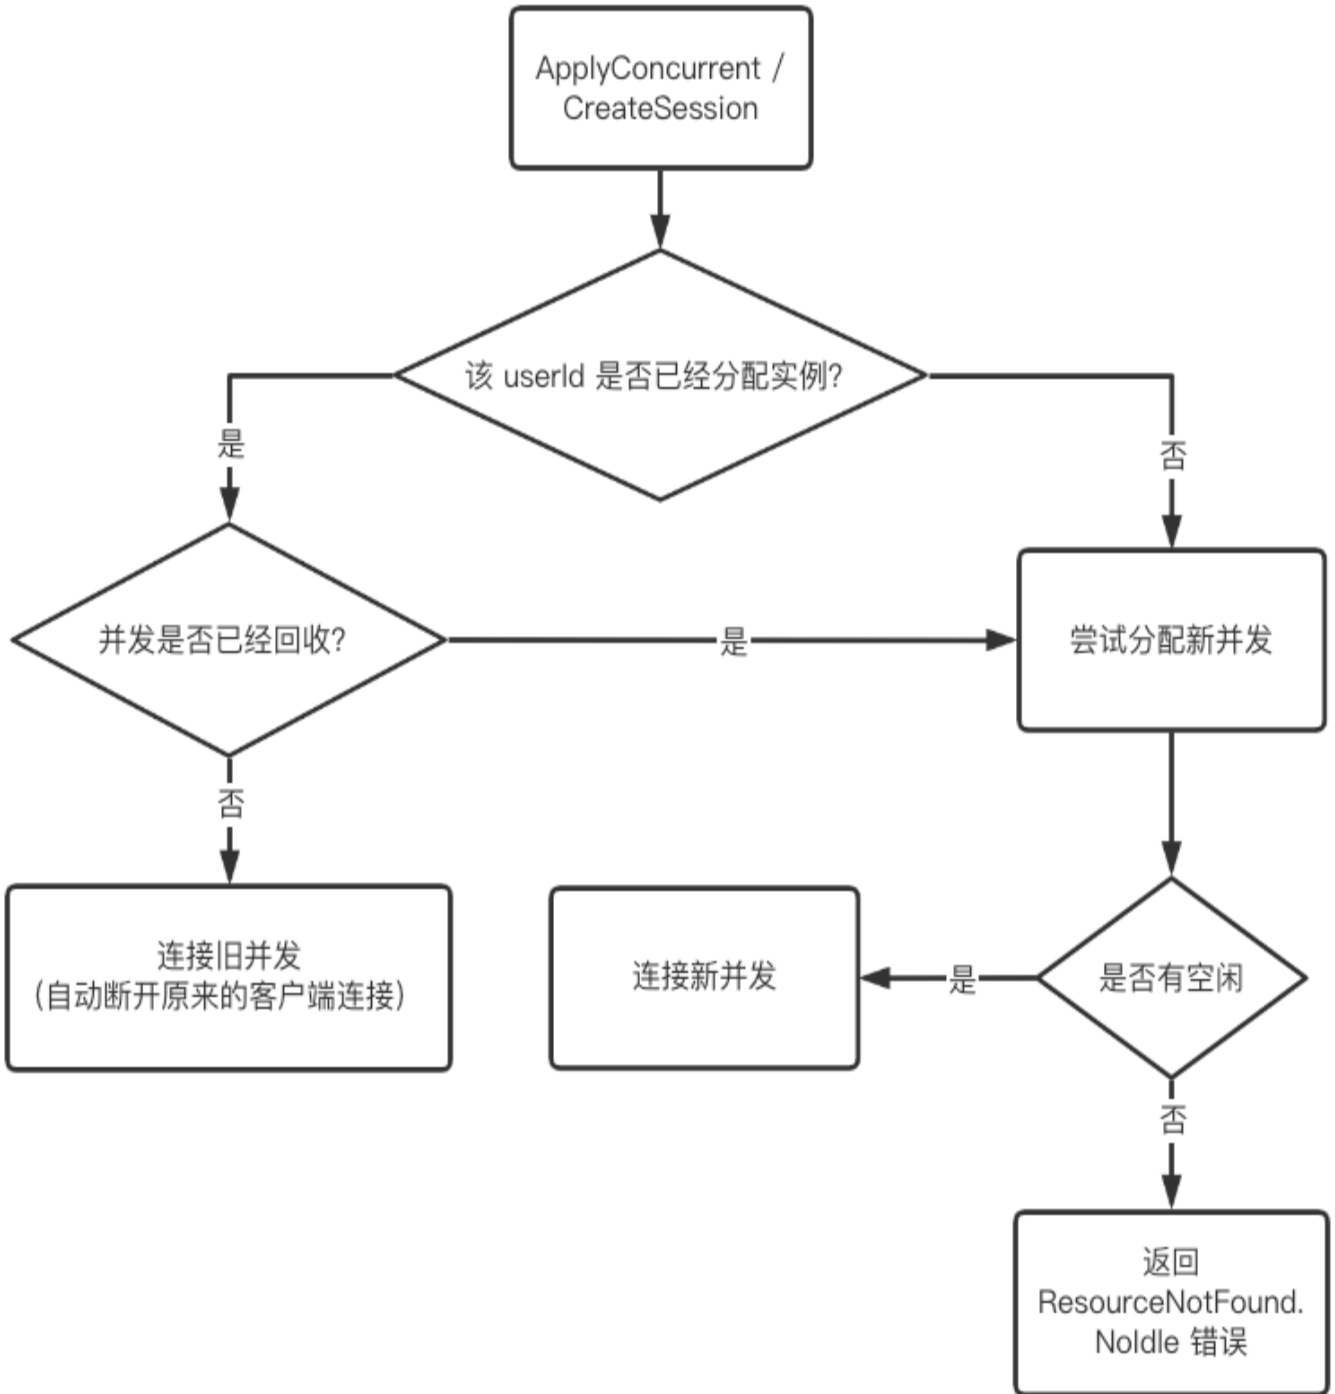 ApplyConcurrent /
CreateSession
该 userId 是否已经分配实例?
是
否
并发是否已经回收?
是
尝试分配新并发
否
连接旧并发
（自动断开原来的客户端连接）
连接新并发
是
是否有空闲
否
返回
ResourceNotFound.
NoIdle 错误